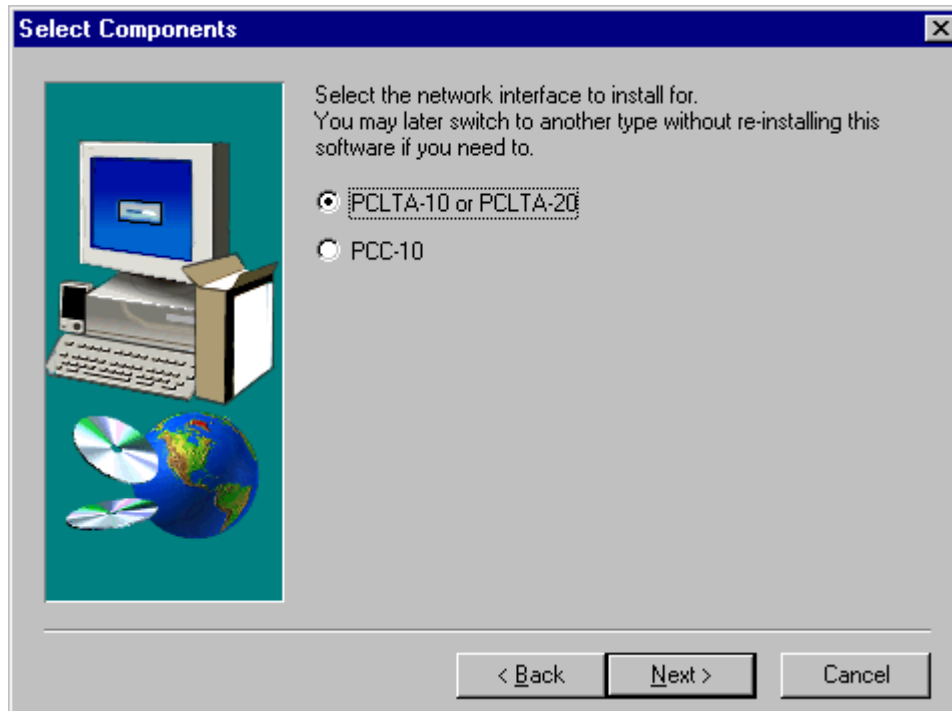 Select Components
Select the network interface to install for.
You may later switch to another type without re-installing this
software if you need to.
PCLTA-10 or PCLTA-20
PCC-10
< Back
Next >
Cancel